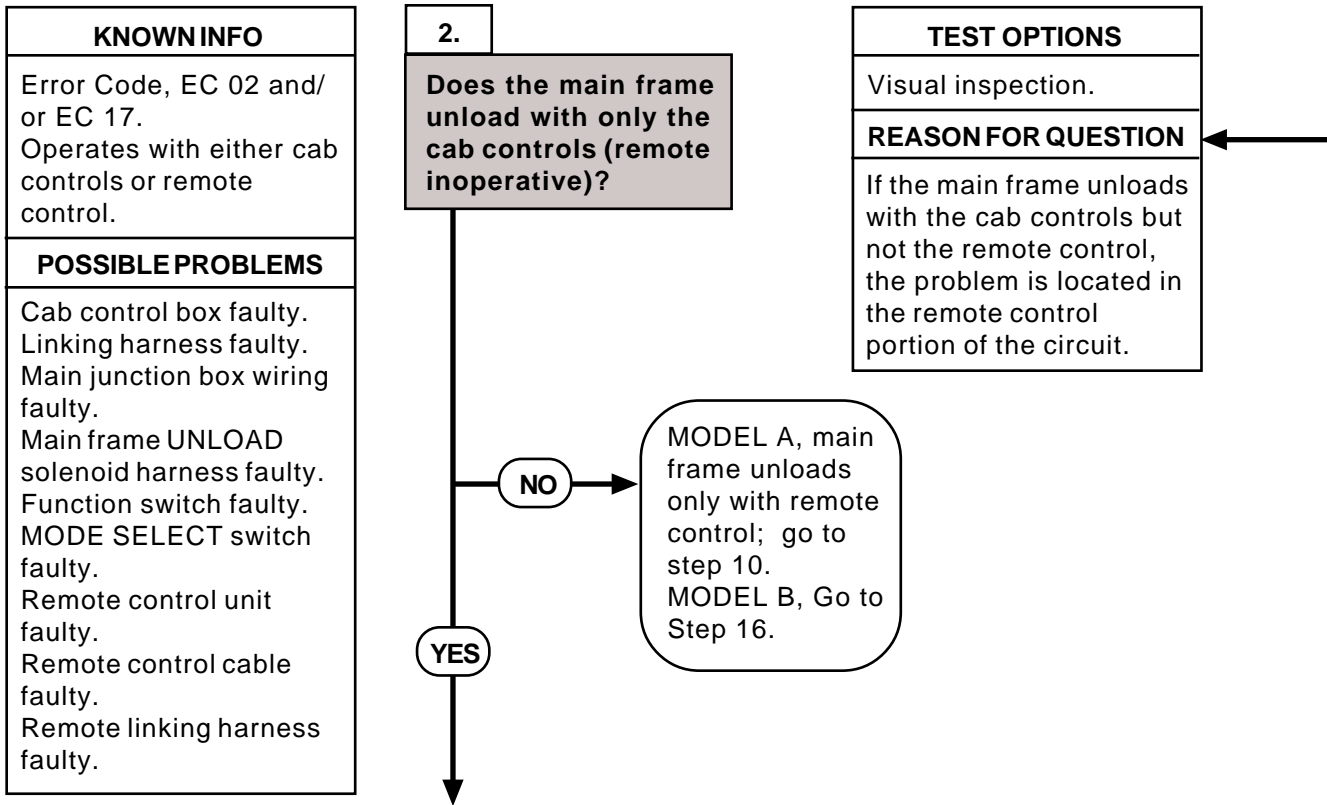 KNOWN INFO
Error Code, EC 02 and/
or EC 17.
Operates with either cab
controls or remote
control.
POSSIBLE PROBLEMS
Cab control box faulty.
Linking harness faulty.
Main junction box wiring
faulty.
Main frame UNLOAD
solenoid harness faulty.
Function switch faulty.
MODE SELECT switch
faulty.
Remote control unit
faulty.
Remote control cable
faulty.
Remote linking harness
faulty.
2.
Does the main frame
unload with only the
cab controls (remote
inoperative)?
NO
MODEL A, main
frame unloads
only with remote
control; go to
step 10.
MODEL B, Go to
Step 16.
YES
TEST OPTIONS
Visual inspection.
REASON FOR QUESTION
If the main frame unloads
with the cab controls but
not the remote control,
the problem is located in
the remote control
portion of the circuit.